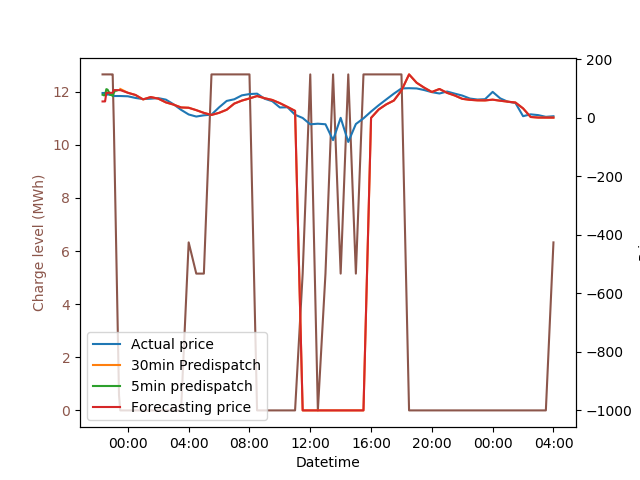 12
10
8
6
4
2
0
Charge level (MWh)
200
0
−200
−400
−600
−800
−1000
Actual price
30min Predispatch
5min predispatch
Forecasting price
00:00 04:00 08:00 12:00 16:00 20:00 00:00 04:00
Datetime